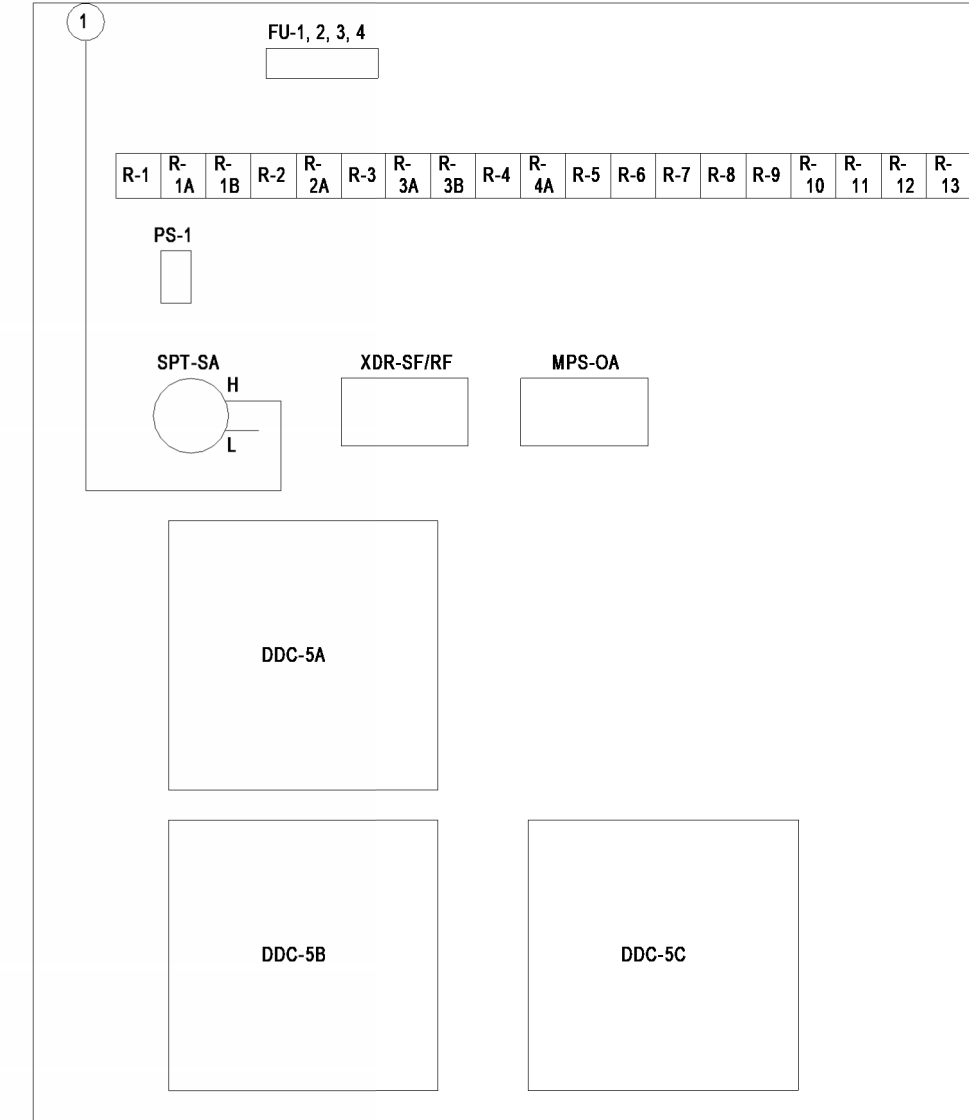 1
FU-1, 2, 3, 4
R-1 R-1A R-1B R-2 R-2A R-3 R-3A R-3B R-4 R-4A R-5 R-6 R-7 R-8 R-9 R-10 R-11 R-12 R-13
PS-1
SPT-SA XDR-SF/RF MPS-OA
H
L
DDC-5A
DDC-5B DDC-5C